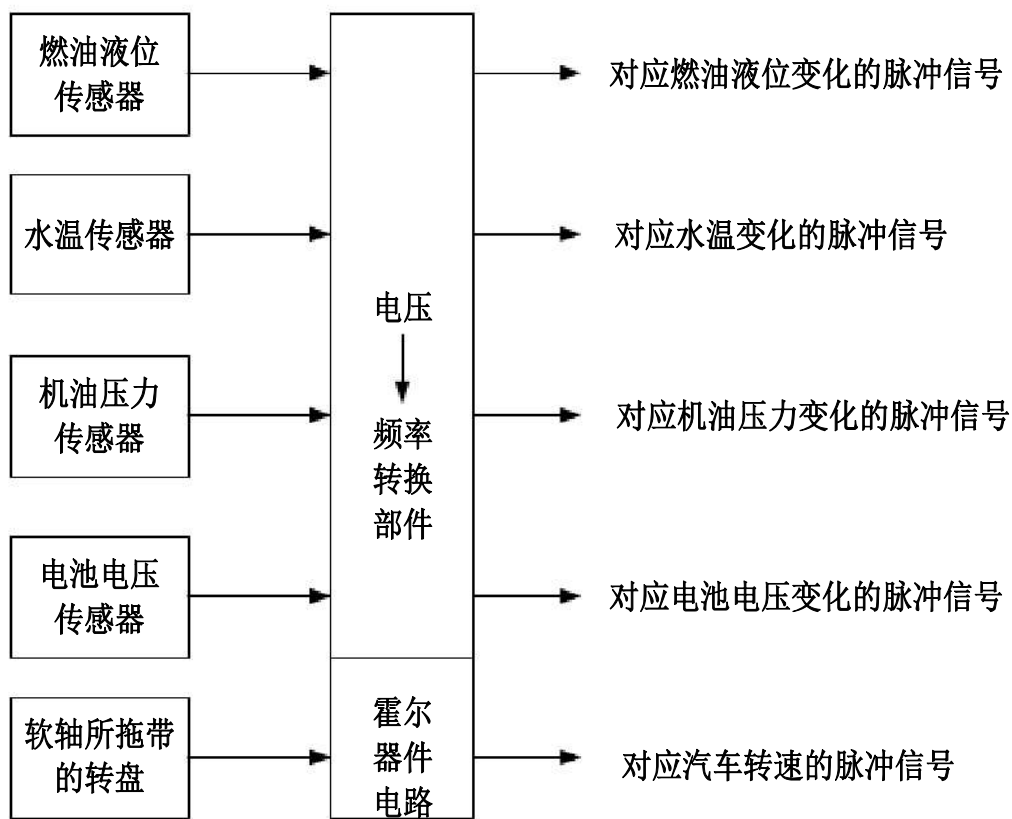 燃油液位
传感器
对应燃油液位变化的脉冲信号
水温传感器
对应水温变化的脉冲信号
电压
频率
转换
部件
机油压力
传感器
对应机油压力变化的脉冲信号
电池电压
传感器
对应电池电压变化的脉冲信号
软轴所拖带
的转盘
霍尔
器件
电路
对应汽车转速的脉冲信号